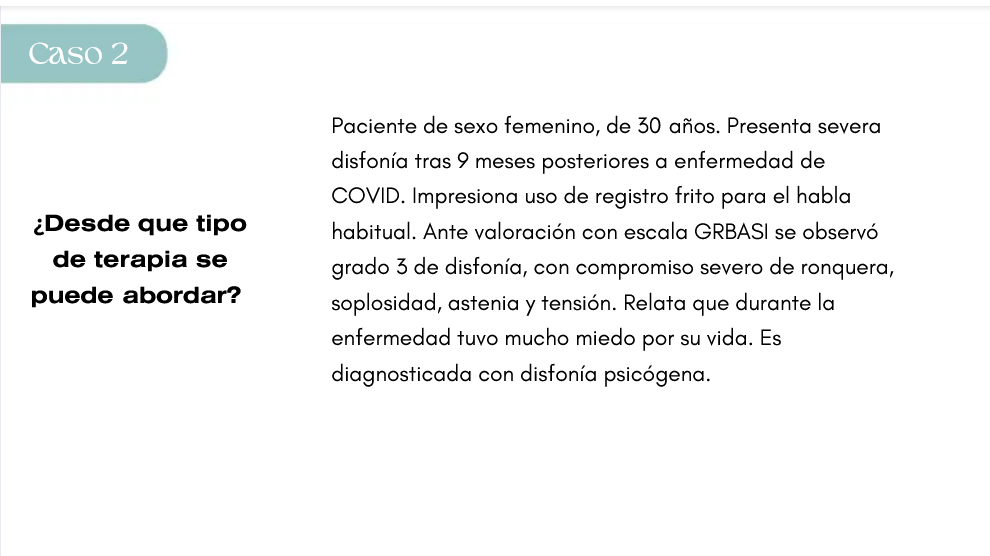 Caso 2
¿Desde que tipo
de terapia se
puede abordar?
Paciente de sexo femenino, de 30 años. Presenta severa
disfonía tras 9 meses posteriores a enfermedad de
COVID. Impresiona uso de registro frito para el habla
habitual. Ante valoración con escala GRBASI se observó
grado 3 de disfonía, con compromiso severo de ronquera,
soplosidad, astenia y tensión. Relata que durante la
enfermedad tuvo mucho miedo por su vida. Es
diagnosticada con disfonía psicógena.